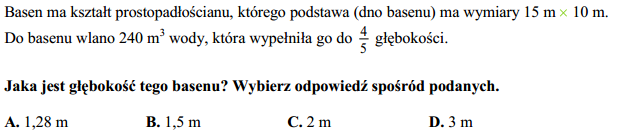 Basen ma kształt prostopadłościanu, którego podstawa (dno basenu) ma wymiary 15 m × 10 m.
Do basenu wlano 240 m³ wody, która wypełniła go do 4/5 głębokości.
Jaka jest głębokość tego basenu? Wybierz odpowiedź spośród podanych.
A. 1,28 m B. 1,5 m C. 2 m D. 3 m